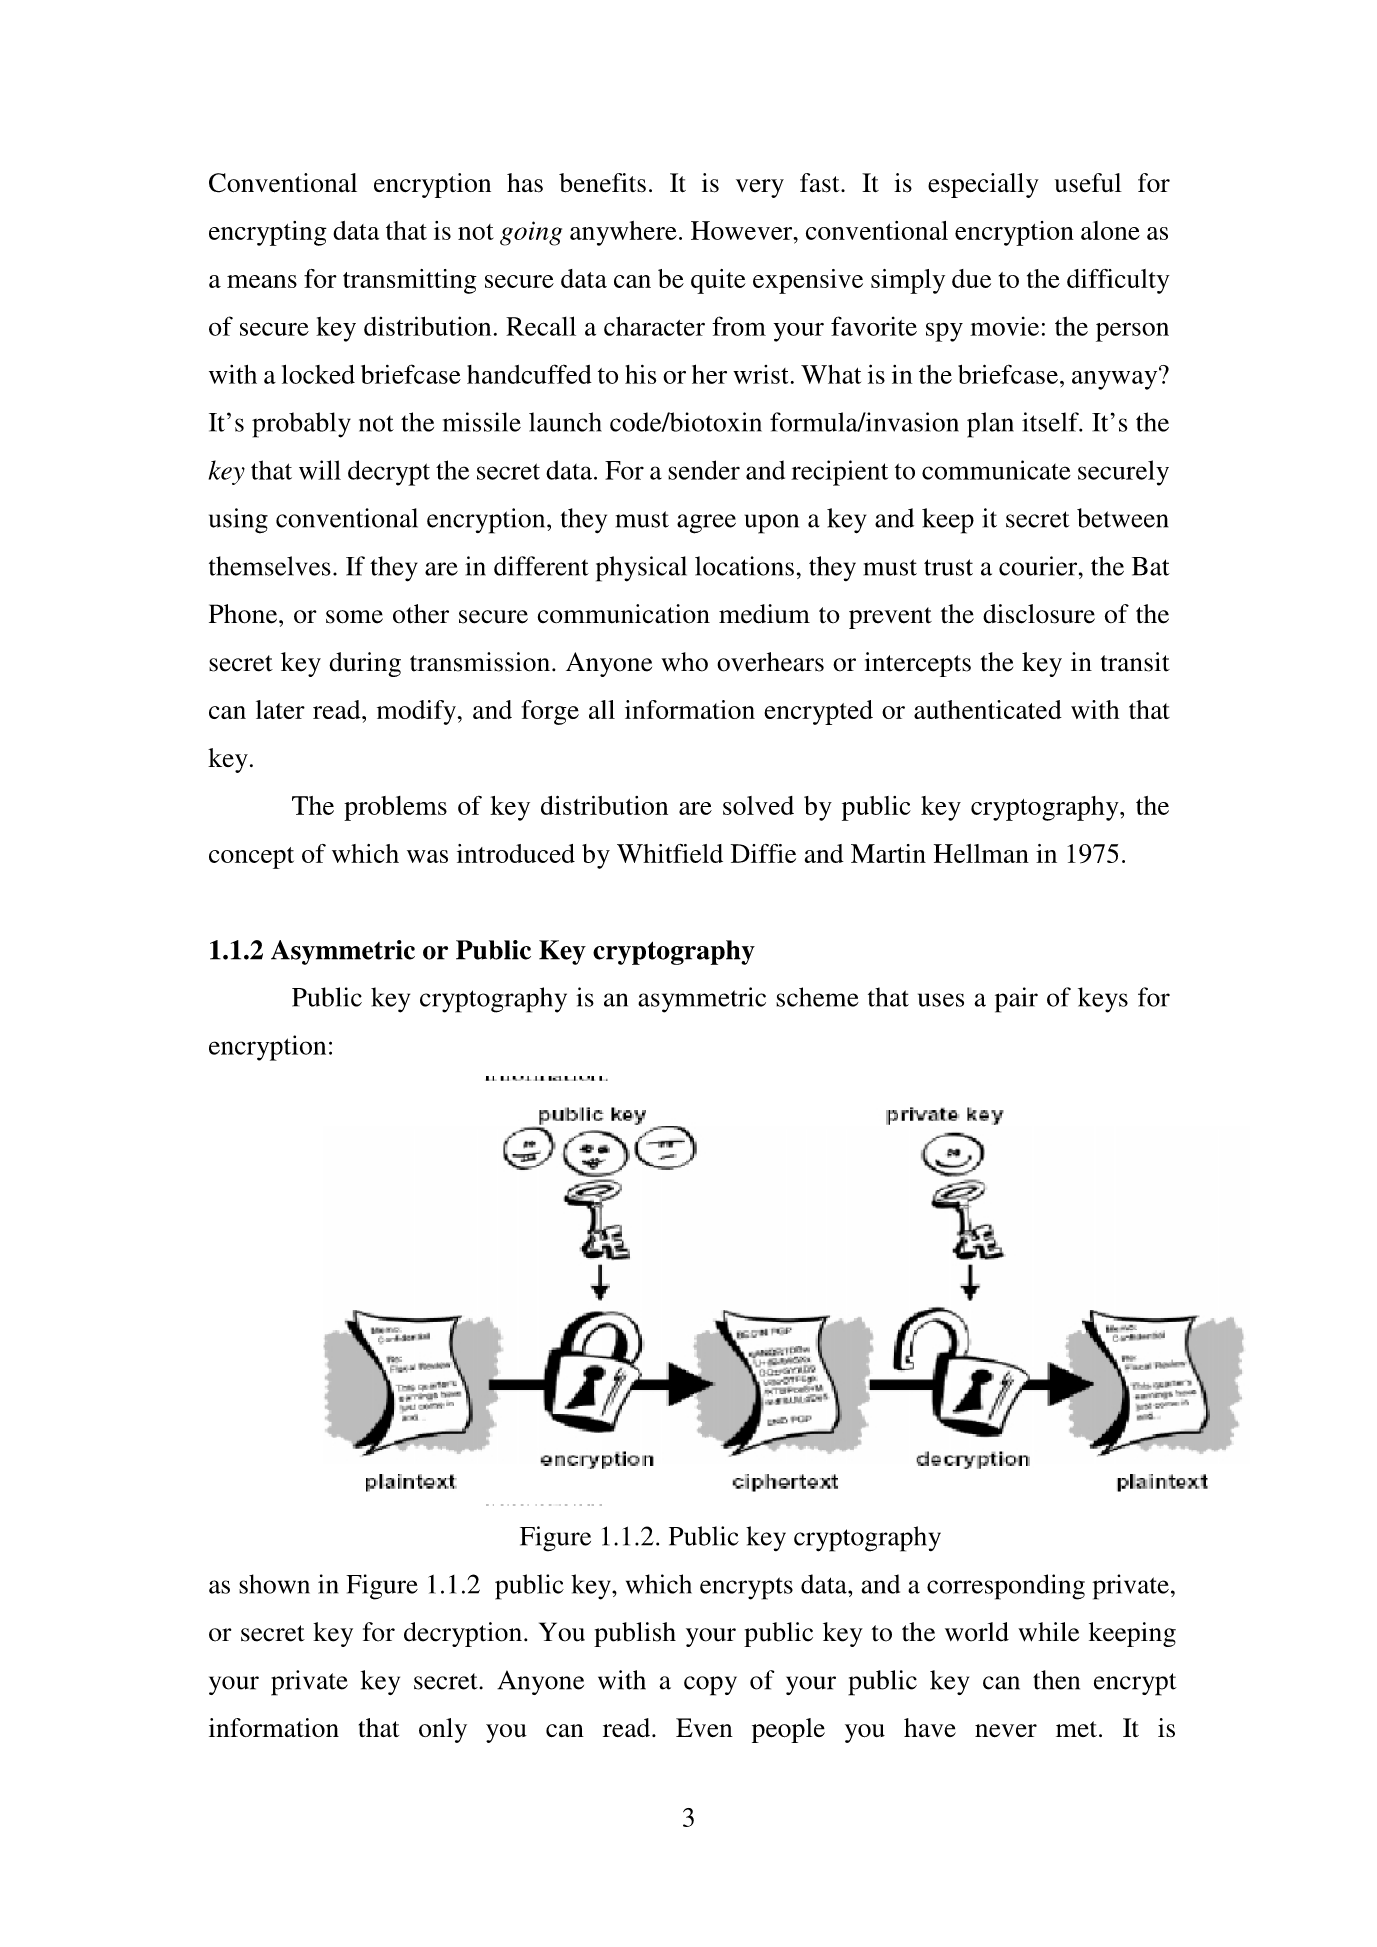 Conventional encryption has benefits. It is very fast. It is especially useful for
encrypting data that is not going anywhere. However, conventional encryption alone as
a means for transmitting secure data can be quite expensive simply due to the difficulty
of secure key distribution. Recall a character from your favorite spy movie: the person
with a locked briefcase handcuffed to his or her wrist. What is in the briefcase, anyway?
It’s probably not the missile launch code/biotoxin formula/invasion plan itself. It’s the
key that will decrypt the secret data. For a sender and recipient to communicate securely
using conventional encryption, they must agree upon a key and keep it secret between
themselves. If they are in different physical locations, they must trust a courier, the Bat
Phone, or some other secure communication medium to prevent the disclosure of the
secret key during transmission. Anyone who overhears or intercepts the key in transit
can later read, modify, and forge all information encrypted or authenticated with that
key.
The problems of key distribution are solved by public key cryptography, the
concept of which was introduced by Whitfield Diffie and Martin Hellman in 1975.
1.1.2 Asymmetric or Public Key cryptography
Public key cryptography is an asymmetric scheme that uses a pair of keys for
encryption:
public key
private key
Memo:
Confidential
Re:
Fiscal Review
This quarter's
earnings have
just come in
and...
BEGIN PGP
END PGP
Memo:
Confidential
Re:
Fiscal Review
This quarter's
earnings have
just come in
and...
encryption
decryption
plaintext
ciphertext
plaintext
Figure 1.1.2. Public key cryptography
as shown in Figure 1.1.2 public key, which encrypts data, and a corresponding private,
or secret key for decryption. You publish your public key to the world while keeping
your private key secret. Anyone with a copy of your public key can then encrypt
information that only you can read. Even people you have never met. It is
3